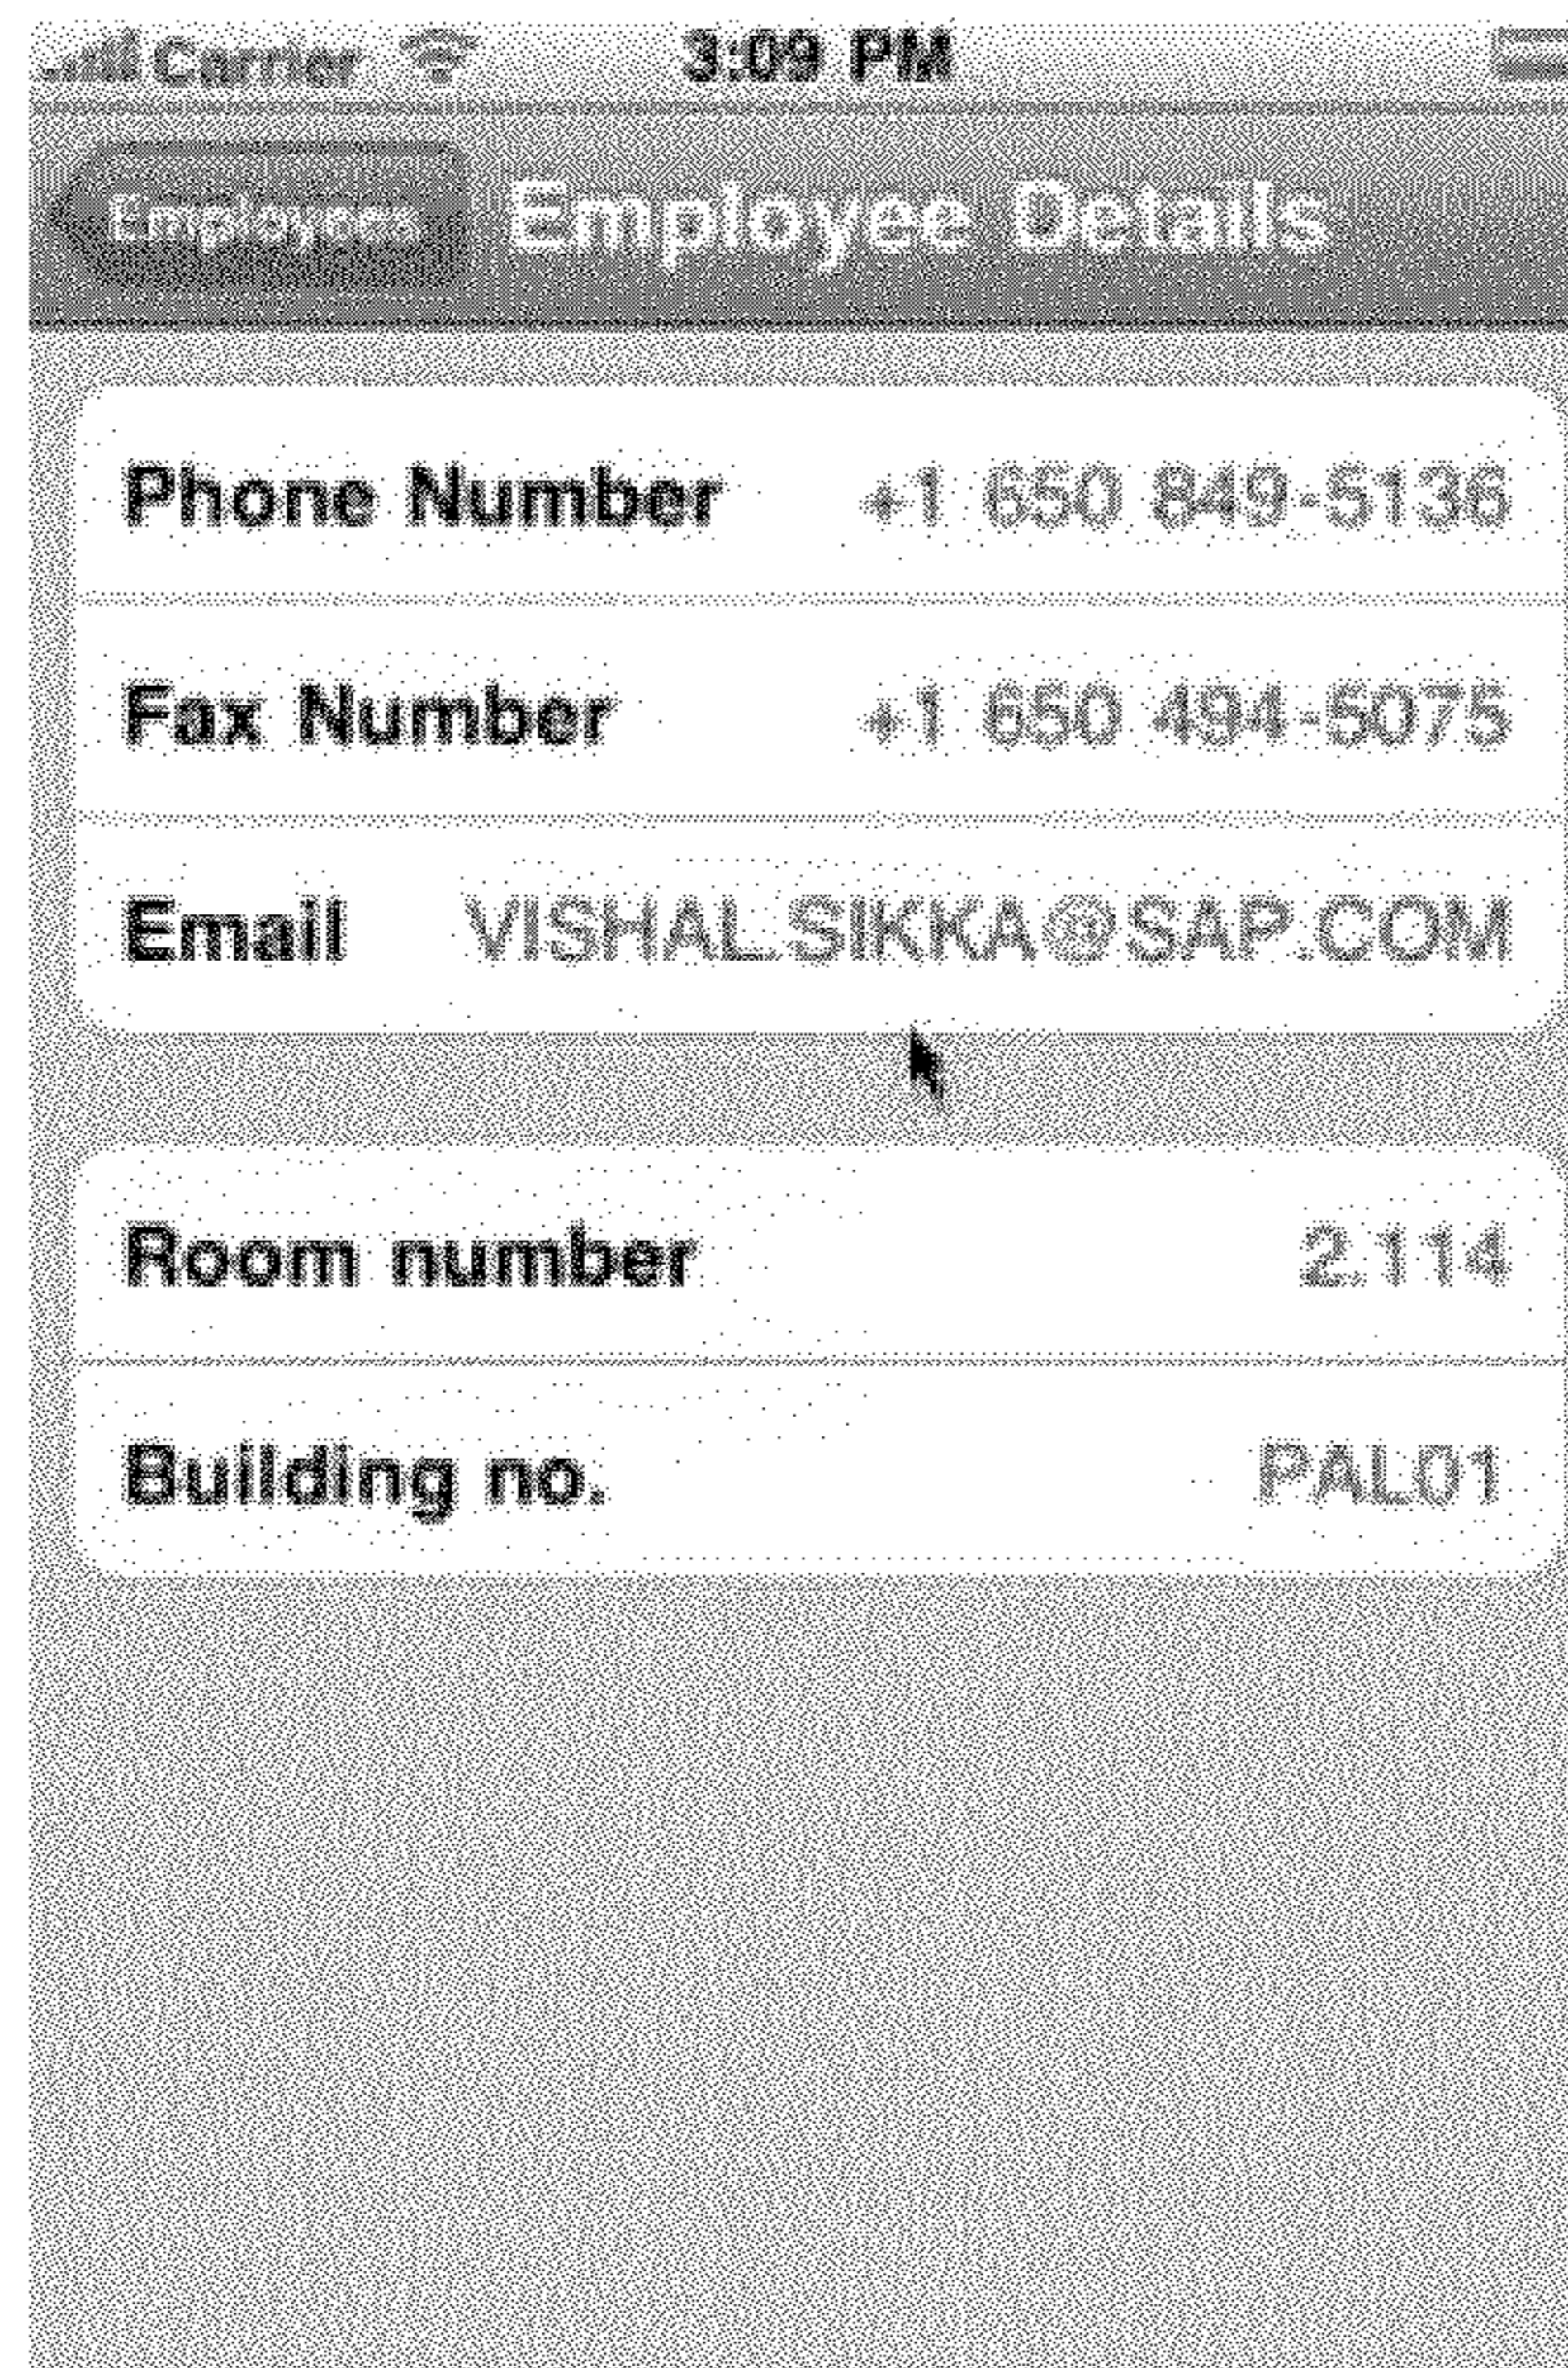 Carrier 3:09 PM
Employees Employee Details
Phone Number +1 650 849-5136
Fax Number +1 650 494-5075
Email VISHAL.SIKKA@SAP.COM
Room number 2.114
Building no. PAL01